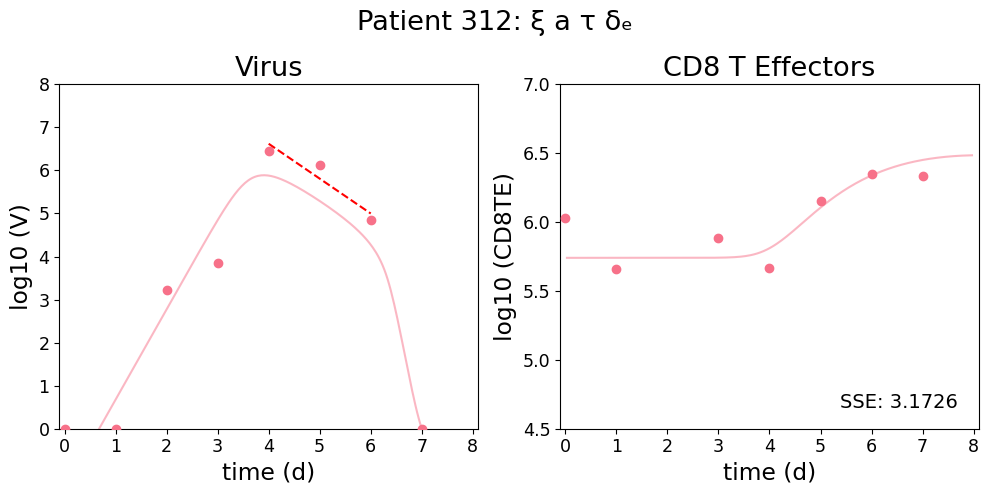 Patient 312: ξ a τ δₑ
Virus
CD8 T Effectors
log10 (V)
8
7
6
5
4
3
2
1
0
0 1 2 3 4 5 6 7 8
time (d)
log10 (CD8TE)
7.0
6.5
6.0
5.5
5.0
4.5
SSE: 3.1726
0 1 2 3 4 5 6 7 8
time (d)